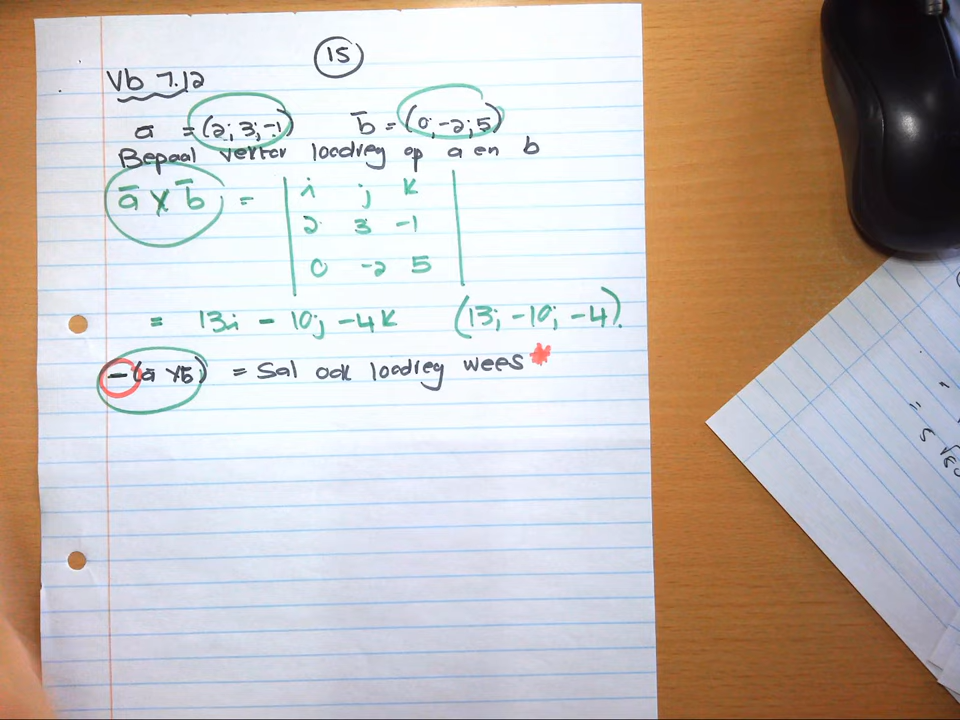 15
Vb 7.12
ā = (2; 3; -1) b̄ = (0; -2; 5)
Bepaal vektor loodreg op a en b
ā x b̄ = | i j k |
2 3 -1
0 -2 5
= 13i - 10j - 4k (13; -10; -4).
-(ā x b̄) = Sal ook loodreg wees *